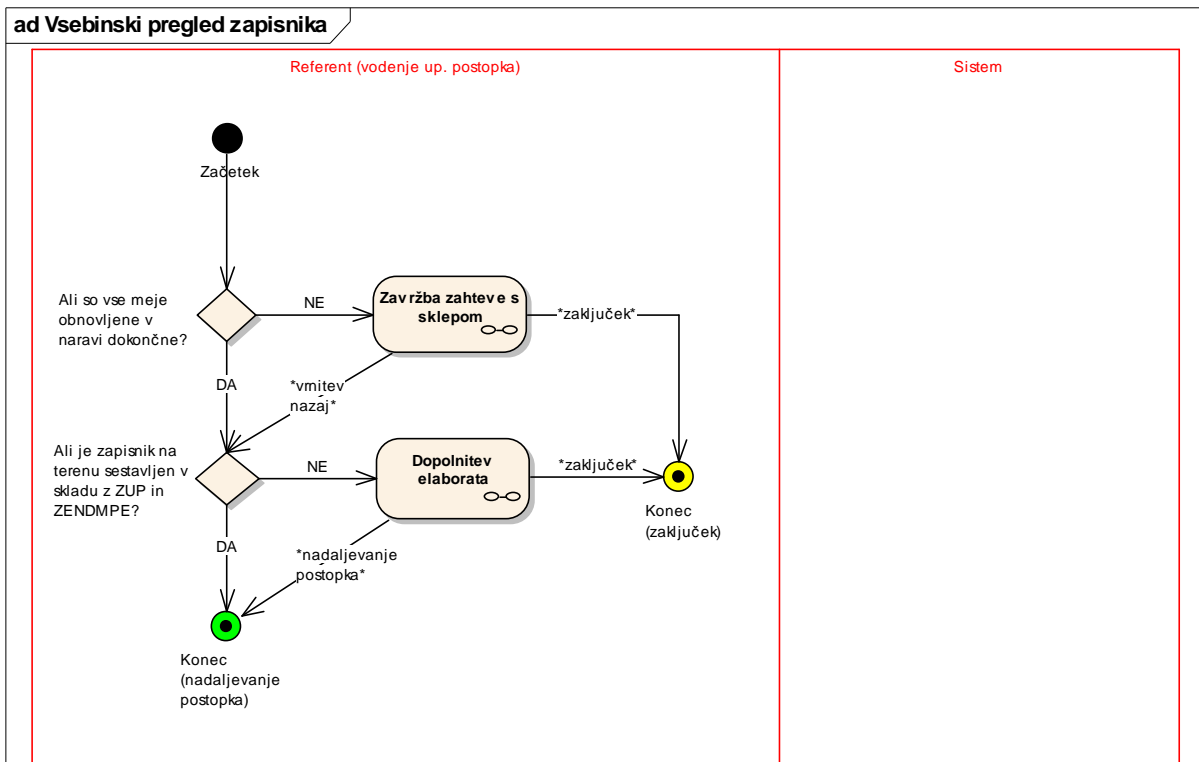 ad Vsebinski pregled zapisnika
Referent (vodenje up. postopka)
Sistem
Začetek
Ali so vse meje
obnovljene v
naravi dokončne?
NE
Zavržba zahteve s
sklepom
*zaključek*
DA
*vrnitev
nazaj*
Ali je zapisnik na
terenu sestavljen v
skladu z ZUP in
ZENDMPE?
NE
Dopolnitev
elaborata
*zaključek*
Konec
(zaključek)
DA
*nadaljevanje
postopka*
Konec
(nadaljevanje
postopka)